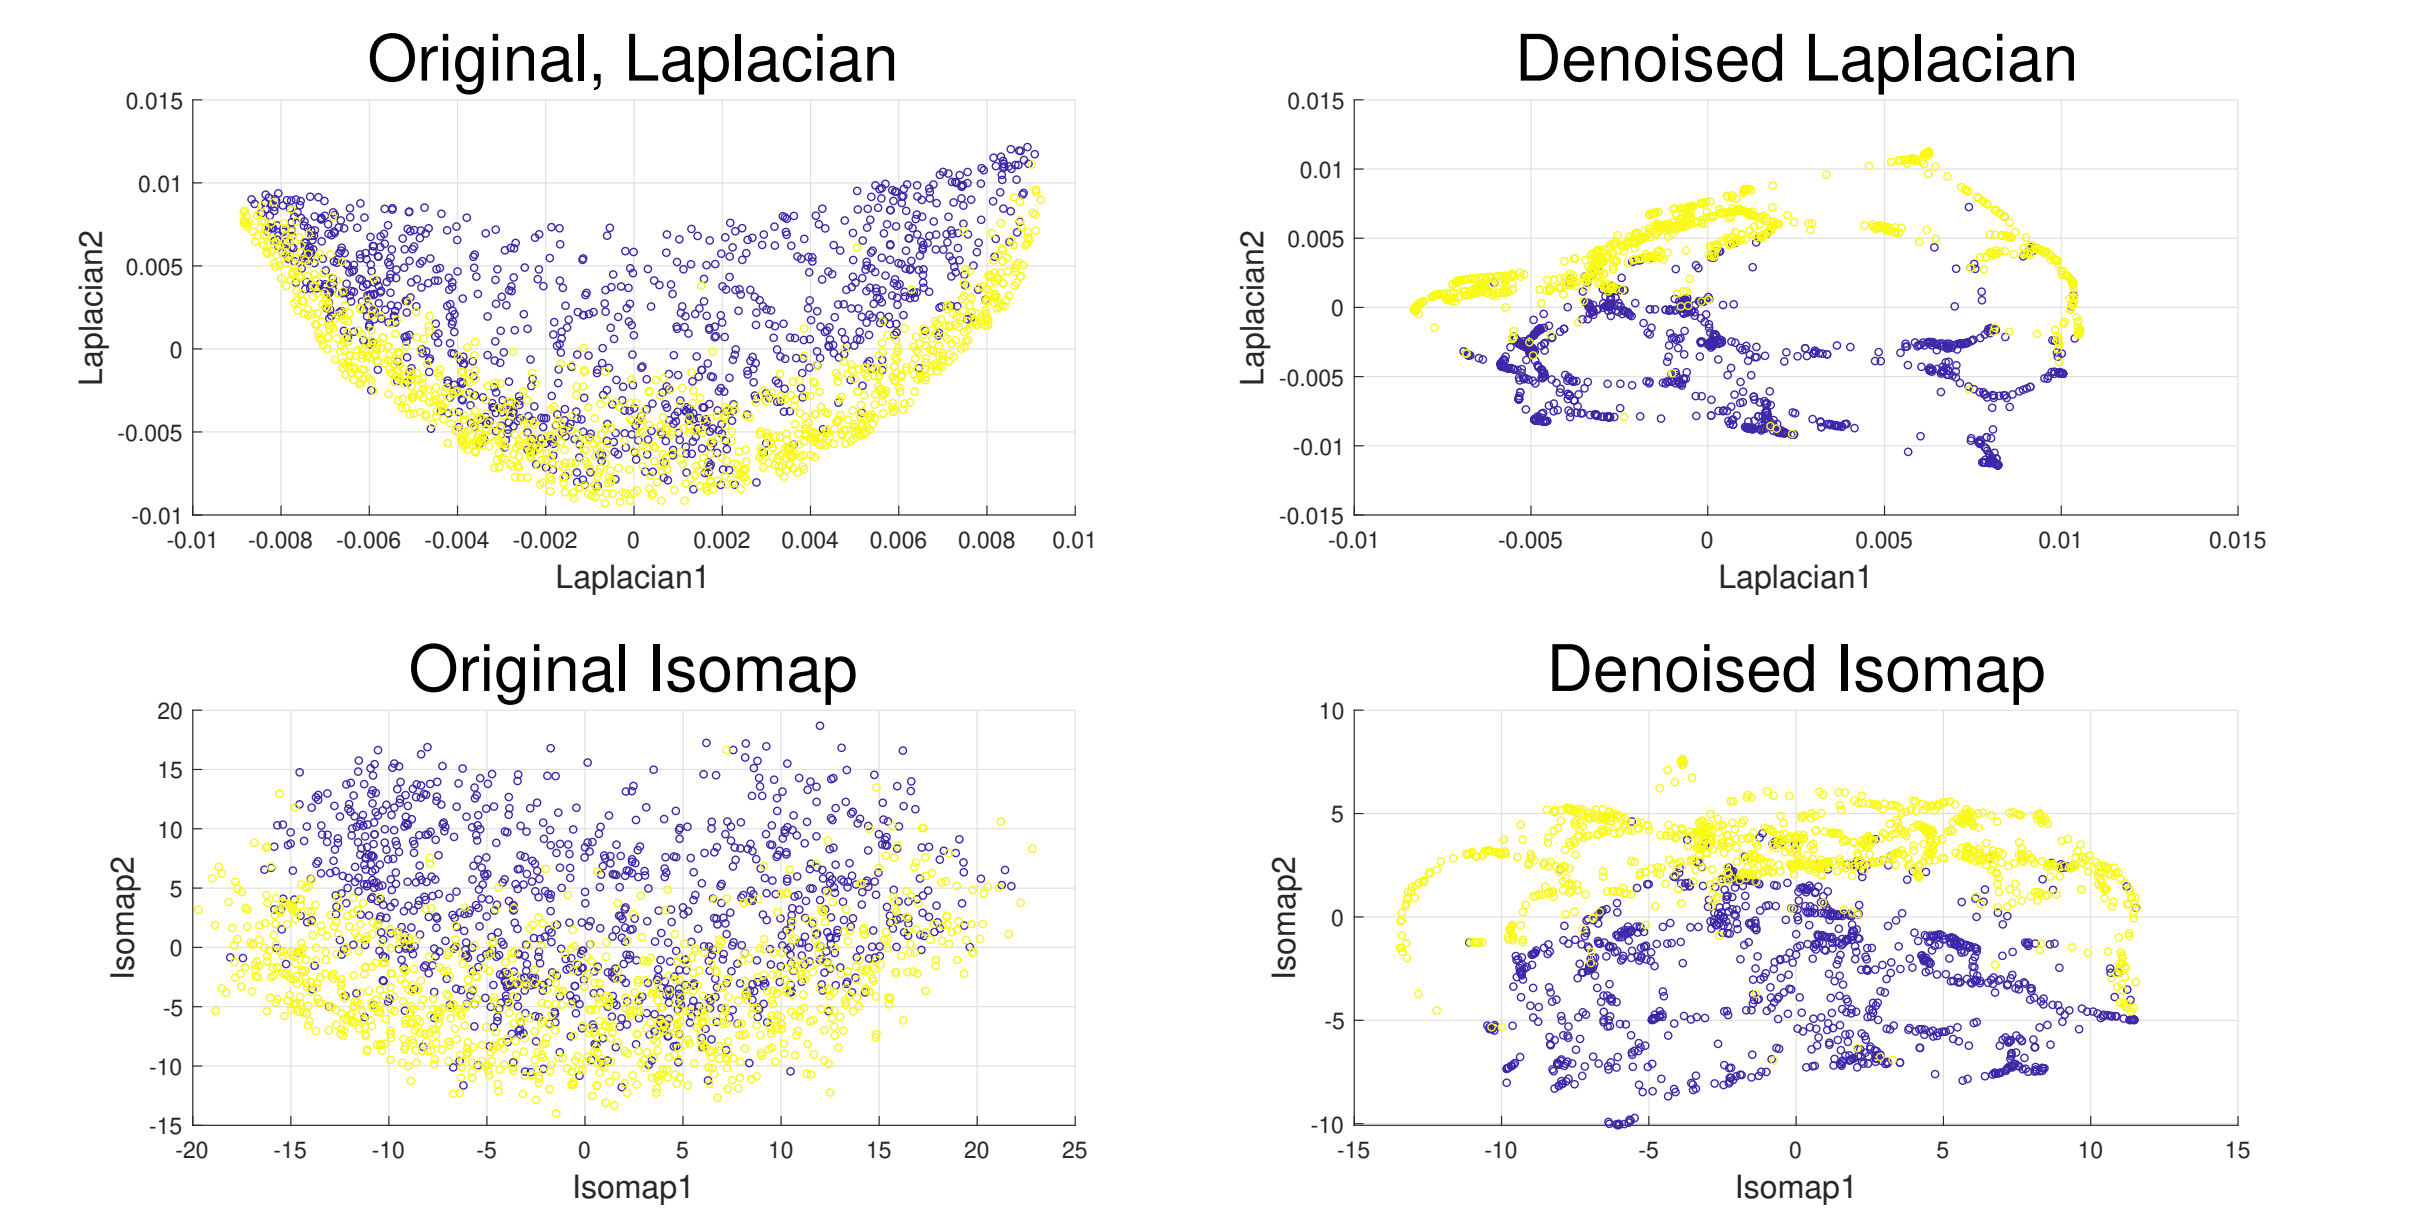 Original, Laplacian
0.015
0.01
0.005
0
-0.005
-0.01
Laplacian2
-0.01 -0.008 -0.006 -0.004 -0.002 0 0.002 0.004 0.006 0.008 0.01
Laplacian1
Denoised Laplacian
0.015
0.01
0.005
0
-0.005
-0.01
-0.015
Laplacian2
-0.01 -0.005 0 0.005 0.01 0.015
Laplacian1
Original Isomap
20
15
10
5
0
-5
-10
-15
Isomap2
-20 -15 -10 -5 0 5 10 15 20 25
Isomap1
Denoised Isomap
10
5
0
-5
-10
Isomap2
-15 -10 -5 0 5 10 15
Isomap1